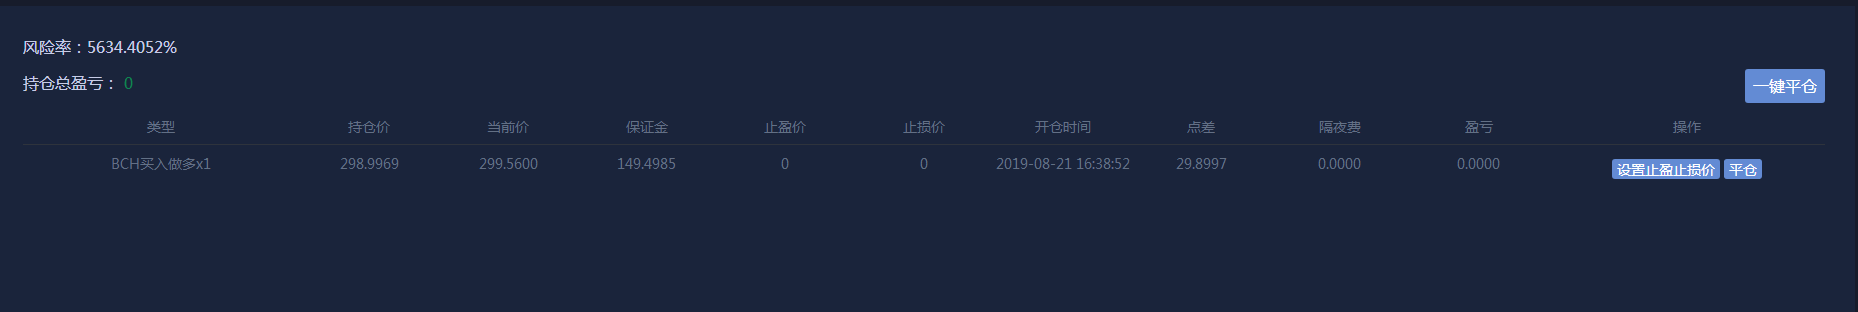 风险率：5634.4052%
持仓总盈亏： 0
一键平仓
类型 持仓价 当前价 保证金 止盈价 止损价 开仓时间 点差 隔夜费 盈亏 操作
BCH买入做多x1 298.9969 299.5600 149.4985 0 0 2019-08-21 16:38:52 29.8997 0.0000 0.0000 设置止盈止损价 平仓